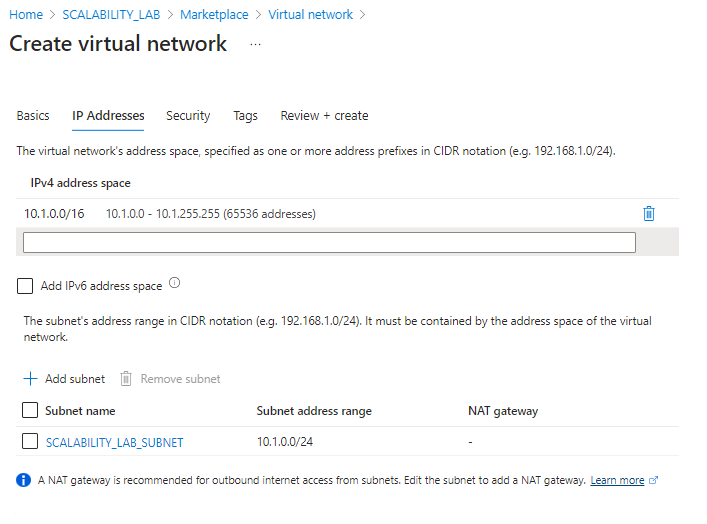 Home > SCALABILITY_LAB > Marketplace > Virtual network >
Create virtual network ...
Basics IP Addresses Security Tags Review + create
The virtual network's address space, specified as one or more address prefixes in CIDR notation (e.g. 192.168.1.0/24).
IPv4 address space
10.1.0.0/16 10.1.0.0 - 10.1.255.255 (65536 addresses)
Add IPv6 address space
The subnet's address range in CIDR notation (e.g. 192.168.1.0/24). It must be contained by the address space of the virtual
network.
+ Add subnet Remove subnet
Subnet name Subnet address range NAT gateway
SCALABILITY_LAB_SUBNET 10.1.0.0/24 -
A NAT gateway is recommended for outbound internet access from subnets. Edit the subnet to add a NAT gateway. Learn more